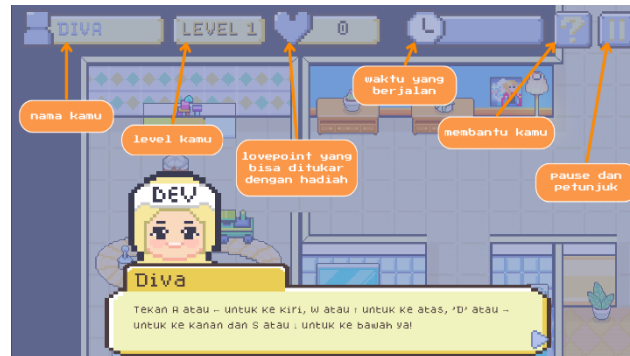 DIVA
LEVEL 1
0
?
nama kamu
level kamu
lovepoint yang
bisa ditukar
dengan hadiah
waktu yang
berjalan
membantu kamu
pause dan
petunjuk
DEV
Diva
Tekan A atau ← untuk ke kiri, W atau ↑ untuk ke atas, 'D' atau →
untuk ke kanan dan S atau ↓ untuk ke bawah ya!